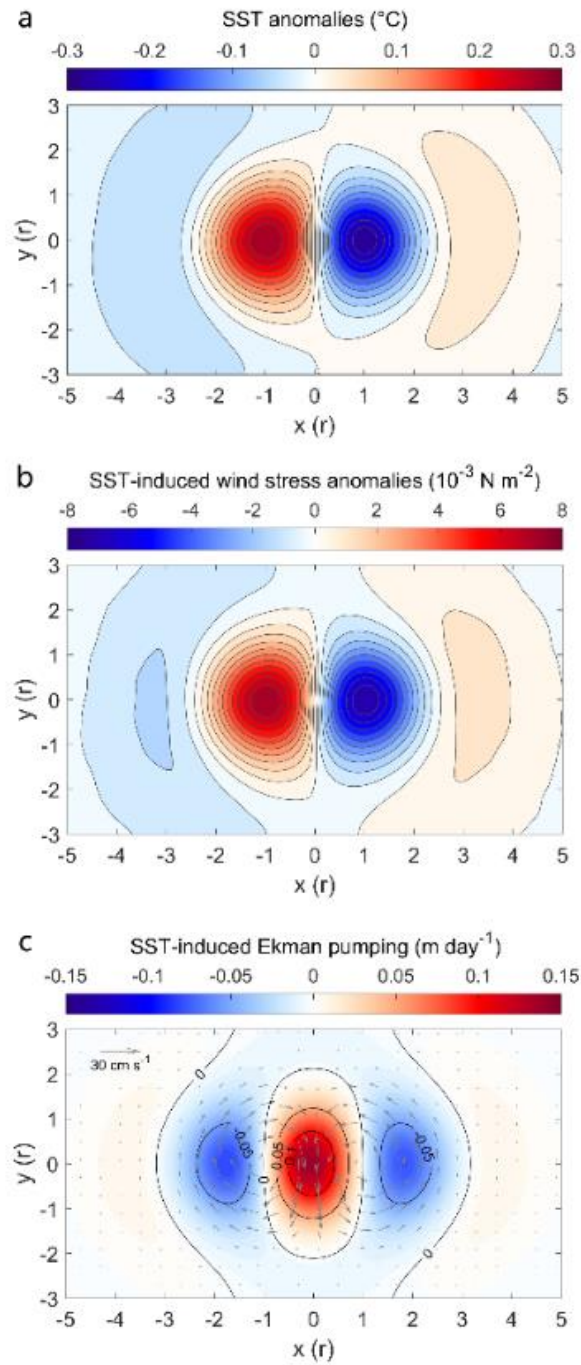 a
SST anomalies (°C)
-0.3 -0.2 -0.1 0 0.1 0.2 0.3
3
2
1
0
-1
-2
-3
y (r)
-5 -4 -3 -2 -1 0 1 2 3 4 5
x (r)
b
SST-induced wind stress anomalies (10⁻³ N m⁻²)
-8 -6 -4 -2 0 2 4 6 8
3
2
1
0
-1
-2
-3
y (r)
-5 -4 -3 -2 -1 0 1 2 3 4 5
x (r)
c
SST-induced Ekman pumping (m day⁻¹)
-0.15 -0.1 -0.05 0 0.05 0.1 0.15
3
2
1
0
-1
-2
-3
y (r)
30 cm s⁻¹
0
-0.05
0
0.05
-0.05
0
-5 -4 -3 -2 -1 0 1 2 3 4 5
x (r)